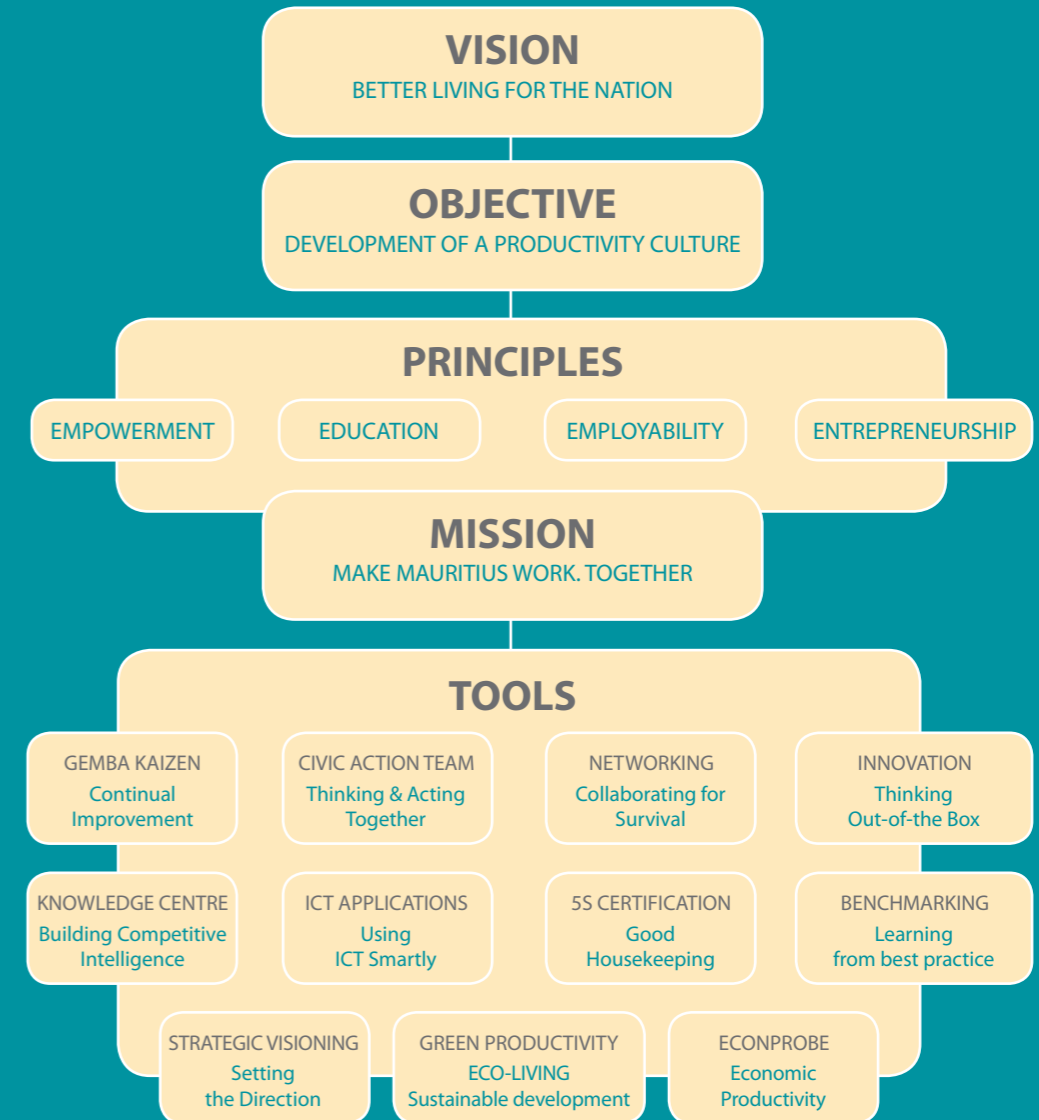 VISION
BETTER LIVING FOR THE NATION
OBJECTIVE
DEVELOPMENT OF A PRODUCTIVITY CULTURE
PRINCIPLES
EMPOWERMENT
EDUCATION
EMPLOYABILITY
ENTREPRENEURSHIP
MISSION
MAKE MAURITIUS WORK. TOGETHER
TOOLS
GEMBA KAIZEN
Continual
Improvement
CIVIC ACTION TEAM
Thinking & Acting
Together
NETWORKING
Collaborating for
Survival
INNOVATION
Thinking
Out-of-the Box
KNOWLEDGE CENTRE
Building Competitive
Intelligence
ICT APPLICATIONS
Using
ICT Smartly
5S CERTIFICATION
Good
Housekeeping
BENCHMARKING
Learning
from best practice
STRATEGIC VISIONING
Setting
the Direction
GREEN PRODUCTIVITY
ECO-LIVING
Sustainable development
ECONPROBE
Economic
Productivity